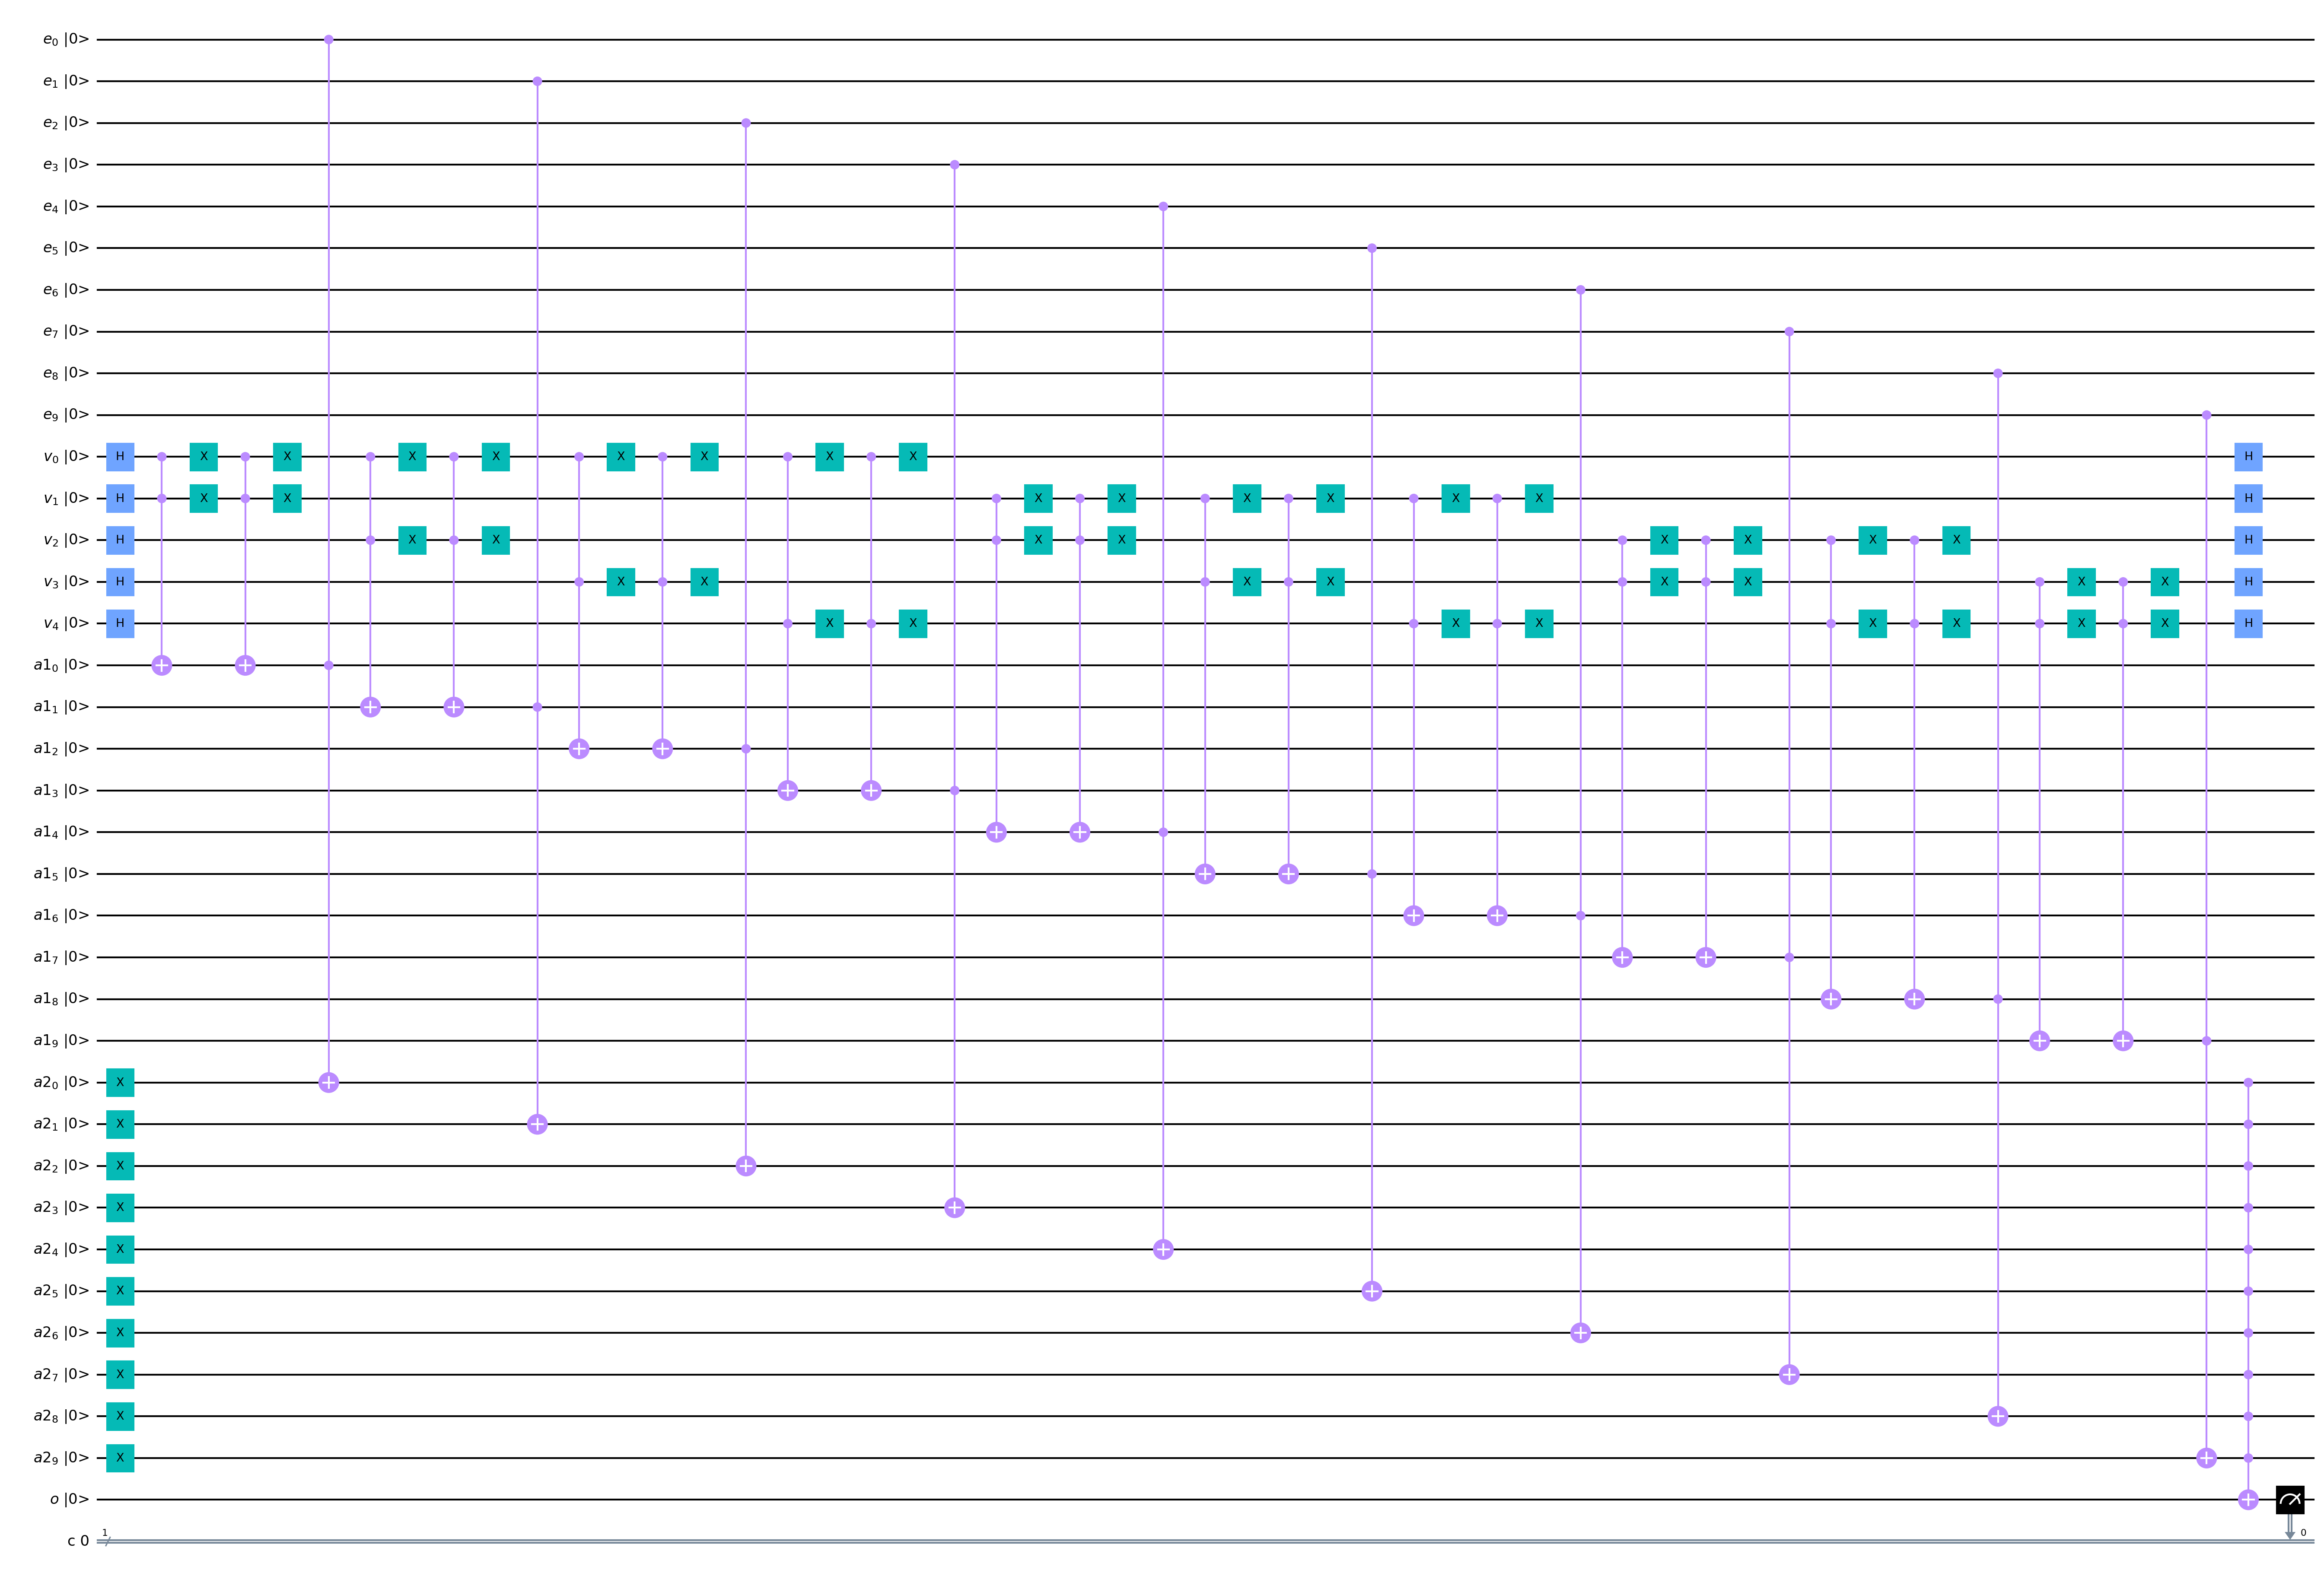 e0 |0>
e1 |0>
e2 |0>
e3 |0>
e4 |0>
e5 |0>
e6 |0>
e7 |0>
e8 |0>
e9 |0>
v0 |0> H X X X X X X X X H
v1 |0> H X X X X X X X X H
v2 |0> H X X X X X X X X H
v3 |0> H X X X X X X X X H
v4 |0> H X X X X X X X X H
a10 |0>
a11 |0>
a12 |0>
a13 |0>
a14 |0>
a15 |0>
a16 |0>
a17 |0>
a18 |0>
a19 |0>
a20 |0> X
a21 |0> X
a22 |0> X
a23 |0> X
a24 |0> X
a25 |0> X
a26 |0> X
a27 |0> X
a28 |0> X
a29 |0> X
o |0>
c 0 1 0